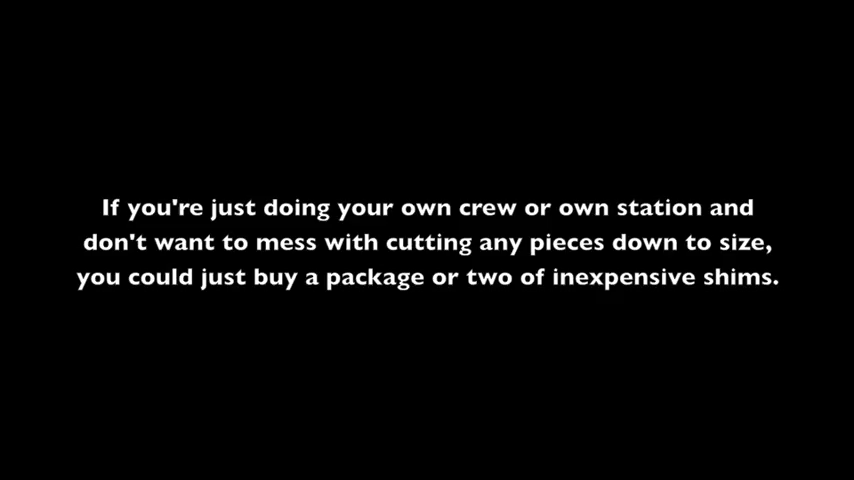 If you're just doing your own crew or own station and
don't want to mess with cutting any pieces down to size,
you could just buy a package or two of inexpensive shims.